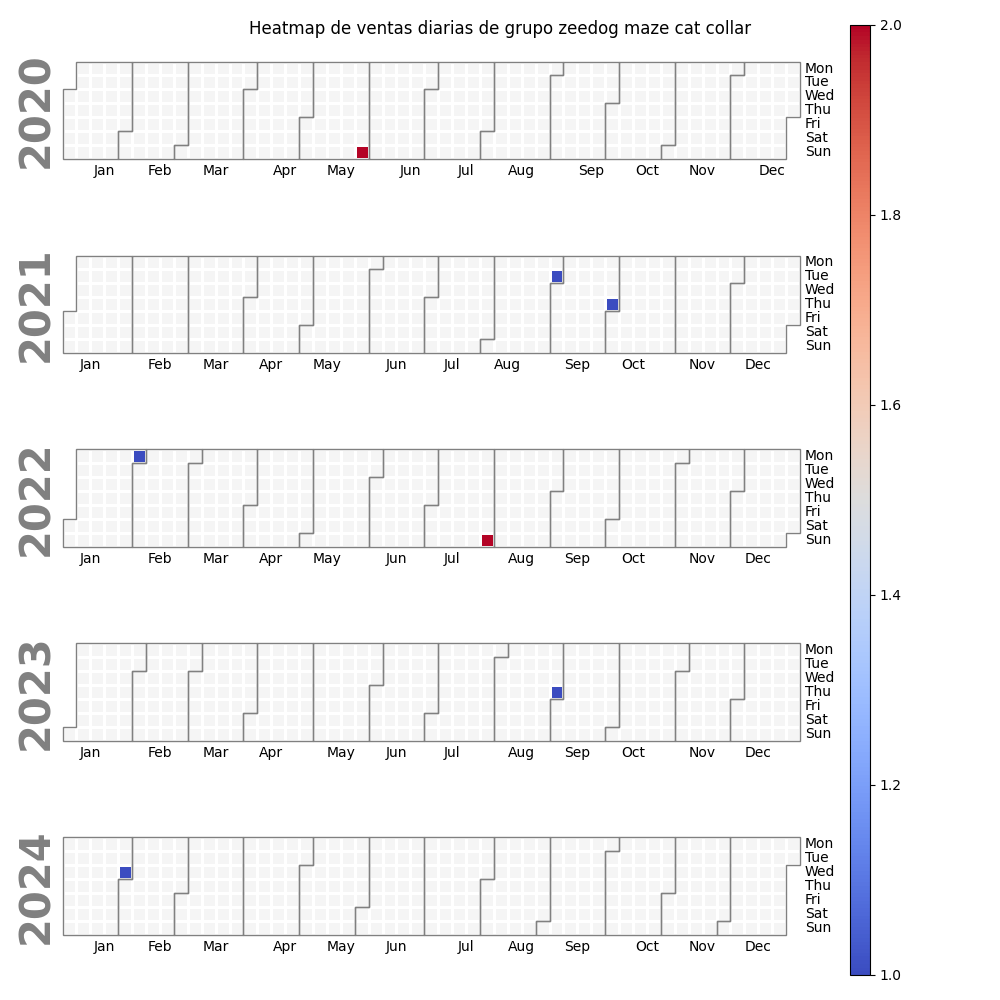 Heatmap de ventas diarias de grupo zeedog maze cat collar
2020
Mon
Tue
Wed
Thu
Fri
Sat
Sun
Jan Feb Mar Apr May Jun Jul Aug Sep Oct Nov Dec
2021
Mon
Tue
Wed
Thu
Fri
Sat
Sun
Jan Feb Mar Apr May Jun Jul Aug Sep Oct Nov Dec
2022
Mon
Tue
Wed
Thu
Fri
Sat
Sun
Jan Feb Mar Apr May Jun Jul Aug Sep Oct Nov Dec
2023
Mon
Tue
Wed
Thu
Fri
Sat
Sun
Jan Feb Mar Apr May Jun Jul Aug Sep Oct Nov Dec
2024
Mon
Tue
Wed
Thu
Fri
Sat
Sun
Jan Feb Mar Apr May Jun Jul Aug Sep Oct Nov Dec
2.0
1.8
1.6
1.4
1.2
1.0